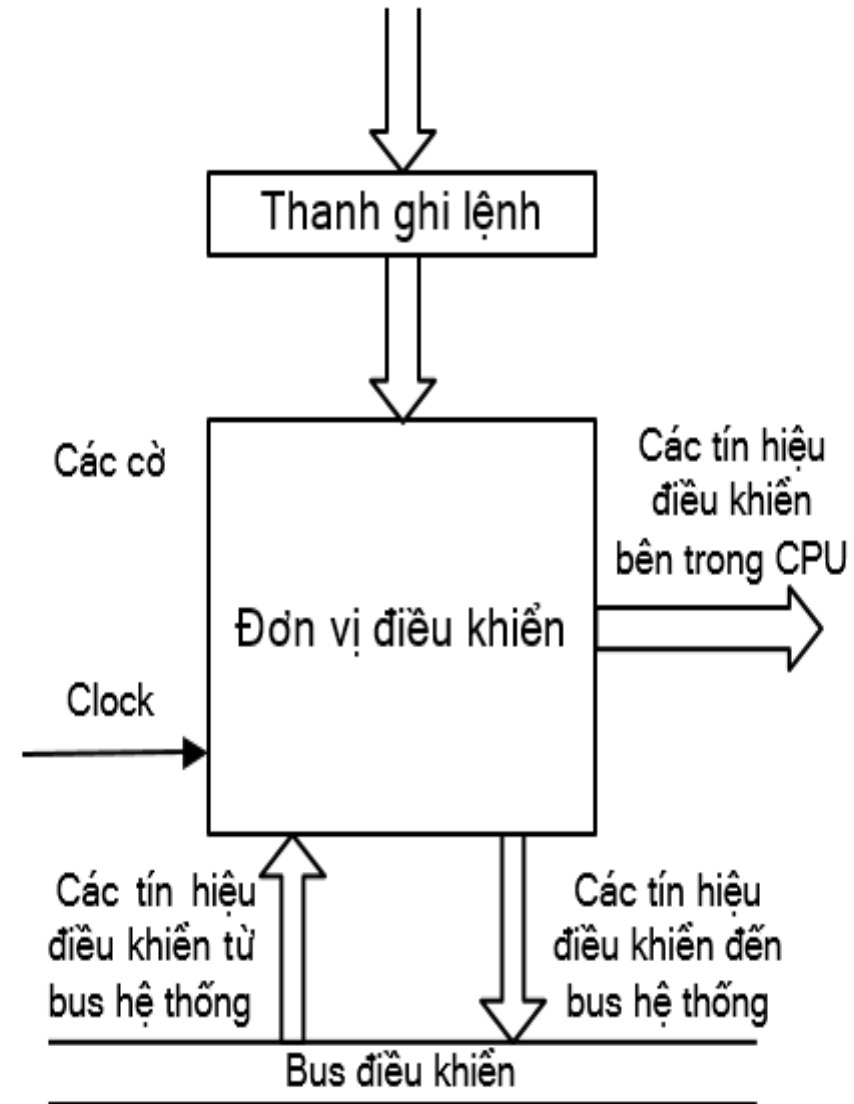 Thanh ghi lệnh
Các cờ
Các tín hiệu
điều khiển
bên trong CPU
Đơn vị điều khiển
Clock
Các tín hiệu
điều khiển từ
bus hệ thống
Các tín hiệu
điều khiển đến
bus hệ thống
Bus điều khiển